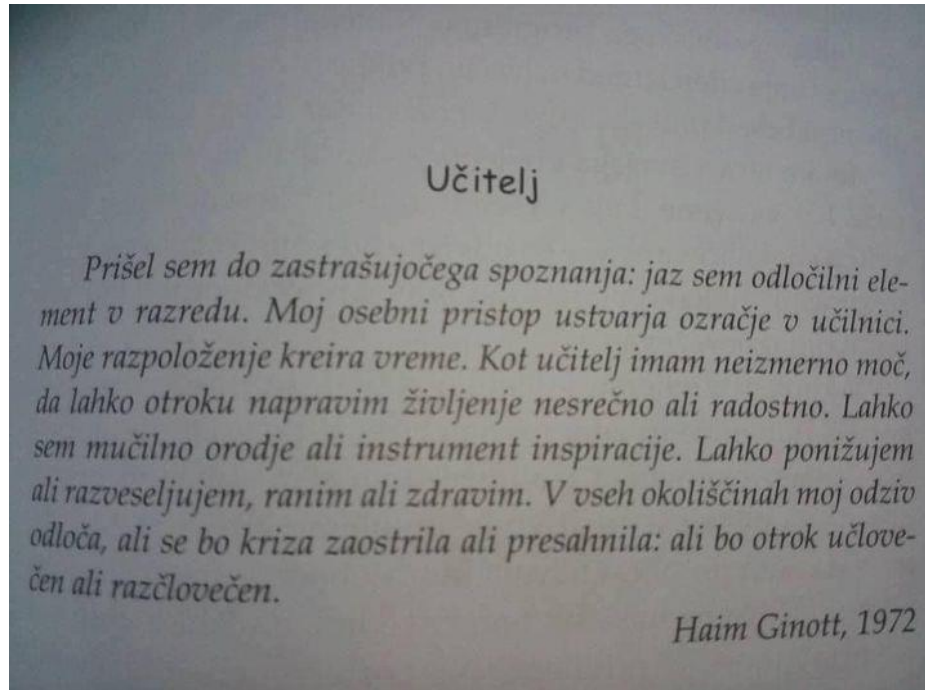 Učitelj
Prišel sem do zastrašujočega spoznanja: jaz sem odločilni ele-
ment v razredu. Moj osebni pristop ustvarja ozračje v učilnici.
Moje razpoloženje kreira vreme. Kot učitelj imam neizmerno moč,
da lahko otroku napravim življenje nesrečno ali radostno. Lahko
sem mučilno orodje ali instrument inspiracije. Lahko ponižujem
ali razveseljujem, ranim ali zdravim. V vseh okoliščinah moj odziv
odloča, ali se bo kriza zaostrila ali presahnila: ali bo otrok učlove-
čen ali razčlovečen.
Haim Ginott, 1972